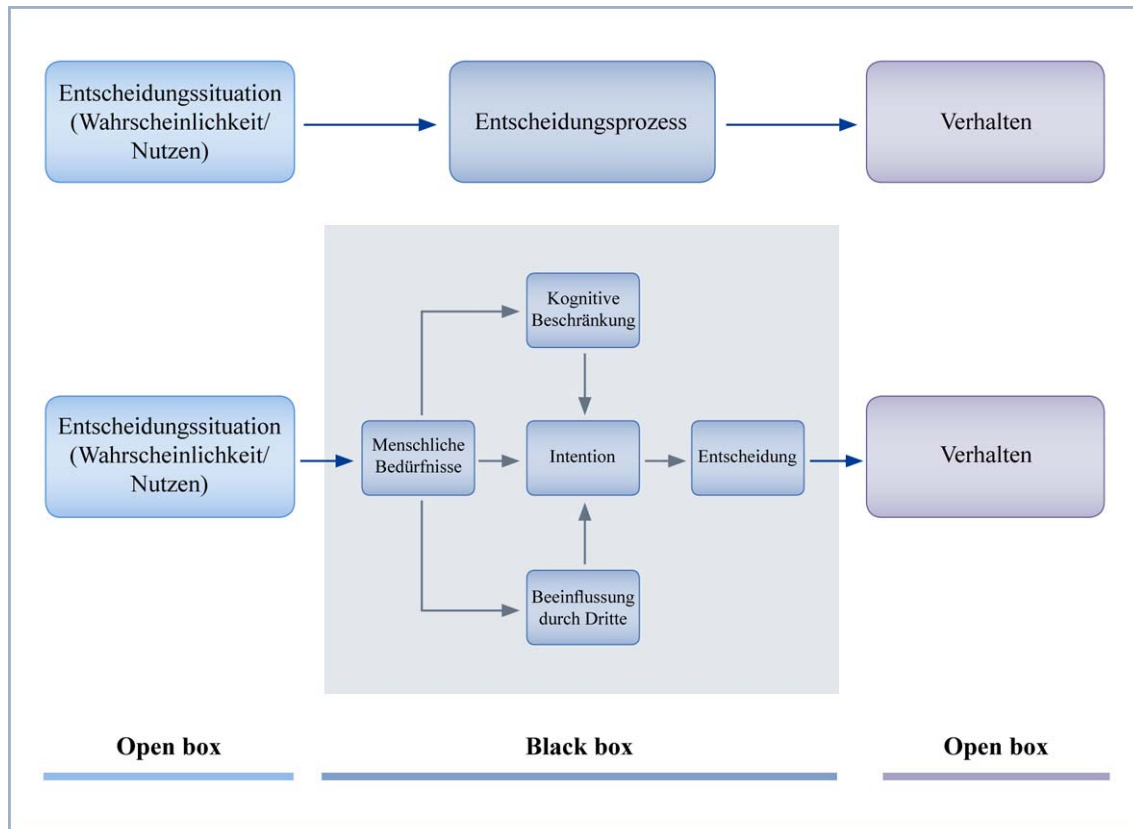 Entscheidungssituation
(Wahrscheinlichkeit/
Nutzen)
Entscheidungsprozess
Verhalten
Kognitive
Beschränkung
Entscheidungssituation
(Wahrscheinlichkeit/
Nutzen)
Menschliche
Bedürfnisse
Intention
Entscheidung
Verhalten
Beeinflussung
durch Dritte
Open box
Black box
Open box